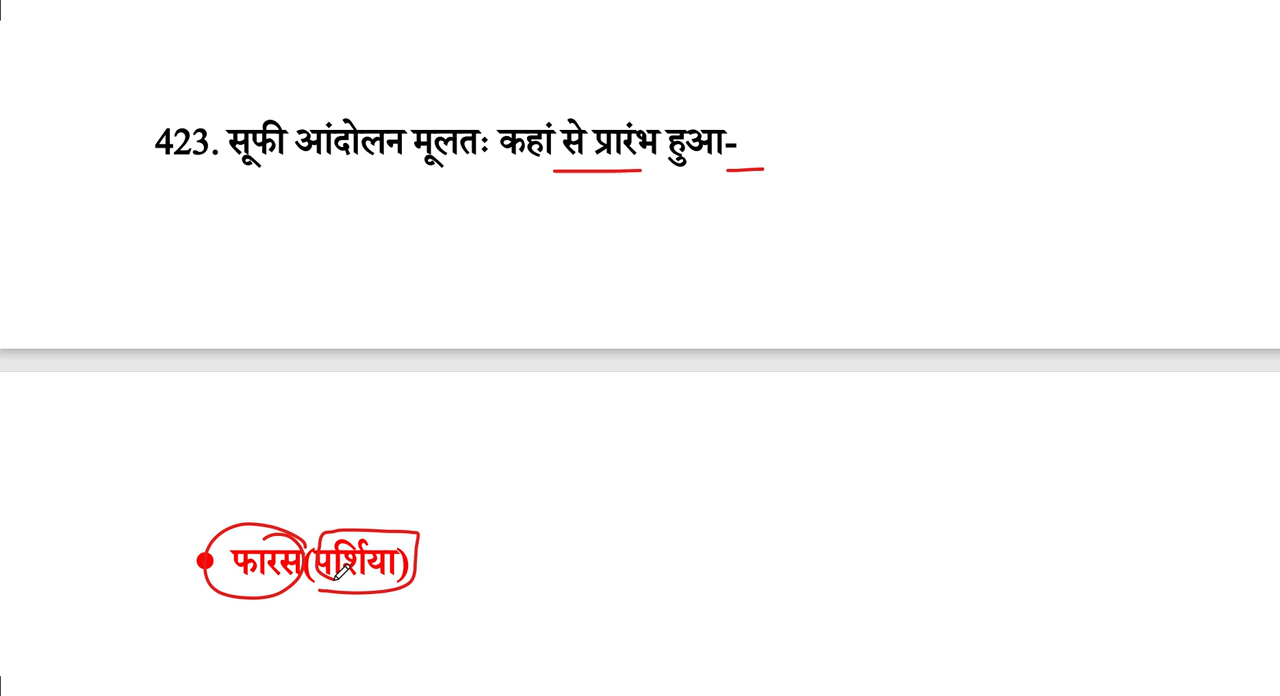 423. सूफी आंदोलन मूलतः कहां से प्रारंभ हुआ-
• फारस(पर्शिया)